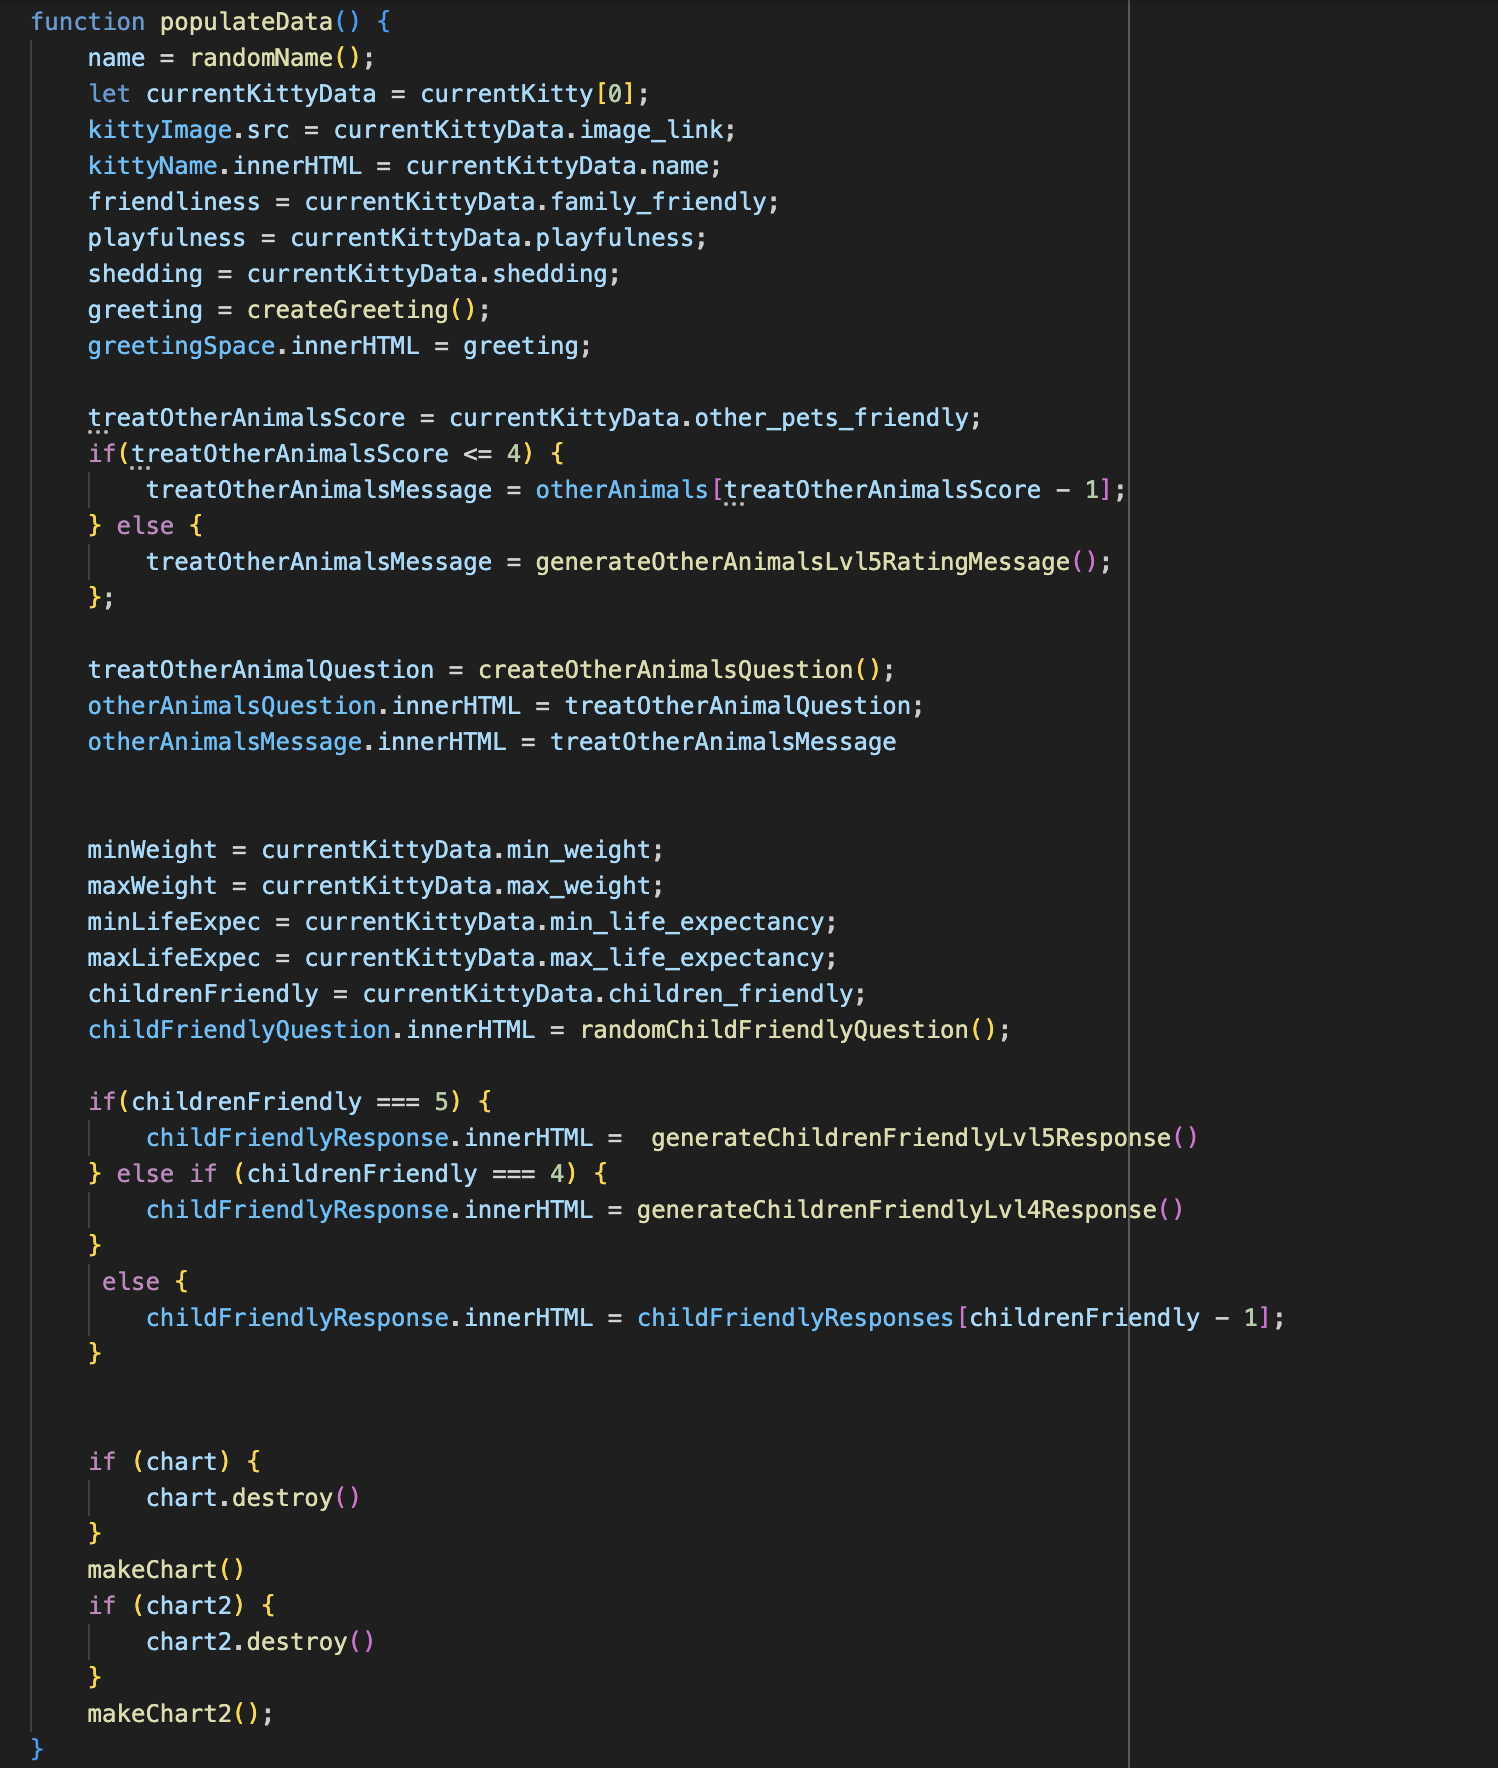 function populateData() {
    name = randomName();
    let currentKittyData = currentKitty[0];
    kittyImage.src = currentKittyData.image_link;
    kittyName.innerHTML = currentKittyData.name;
    friendliness = currentKittyData.family_friendly;
    playfulness = currentKittyData.playfulness;
    shedding = currentKittyData.shedding;
    greeting = createGreeting();
    greetingSpace.innerHTML = greeting;

    treatOtherAnimalsScore = currentKittyData.other_pets_friendly;
    if(treatOtherAnimalsScore <= 4) {
        treatOtherAnimalsMessage = otherAnimals[treatOtherAnimalsScore - 1];
    } else {
        treatOtherAnimalsMessage = generateOtherAnimalsLvl5RatingMessage();
    };

    treatOtherAnimalQuestion = createOtherAnimalsQuestion();
    otherAnimalsQuestion.innerHTML = treatOtherAnimalQuestion;
    otherAnimalsMessage.innerHTML = treatOtherAnimalsMessage


    minWeight = currentKittyData.min_weight;
    maxWeight = currentKittyData.max_weight;
    minLifeExpec = currentKittyData.min_life_expectancy;
    maxLifeExpec = currentKittyData.max_life_expectancy;
    childrenFriendly = currentKittyData.children_friendly;
    childFriendlyQuestion.innerHTML = randomChildFriendlyQuestion();

    if(childrenFriendly === 5) {
        childFriendlyResponse.innerHTML =  generateChildrenFriendlyLvl5Response()
    } else if (childrenFriendly === 4) {
        childFriendlyResponse.innerHTML = generateChildrenFriendlyLvl4Response()
    }
     else {
        childFriendlyResponse.innerHTML = childFriendlyResponses[childrenFriendly - 1];
    }


    if (chart) {
        chart.destroy()
    }
    makeChart()
    if (chart2) {
        chart2.destroy()
    }
    makeChart2();
}